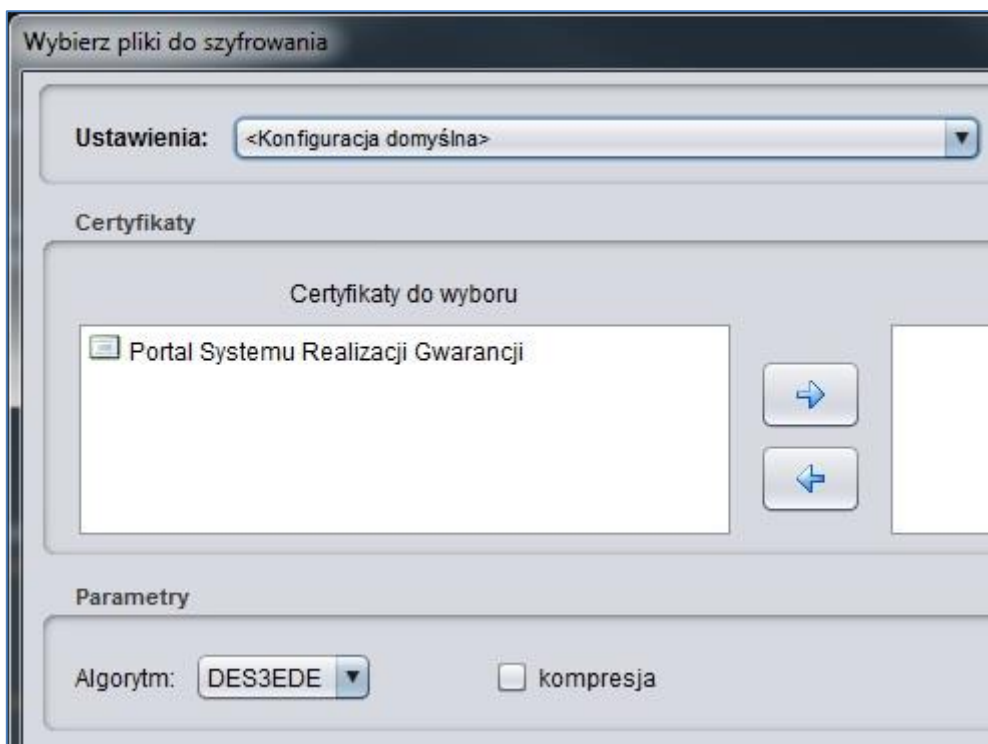 Wybierz pliki do szyfrowania
Ustawienia: <Konfiguracja domyślna>
Certyfikaty
Certyfikaty do wyboru
Portal Systemu Realizacji Gwarancji
Parametry
Algorytm: DES3EDE kompresja